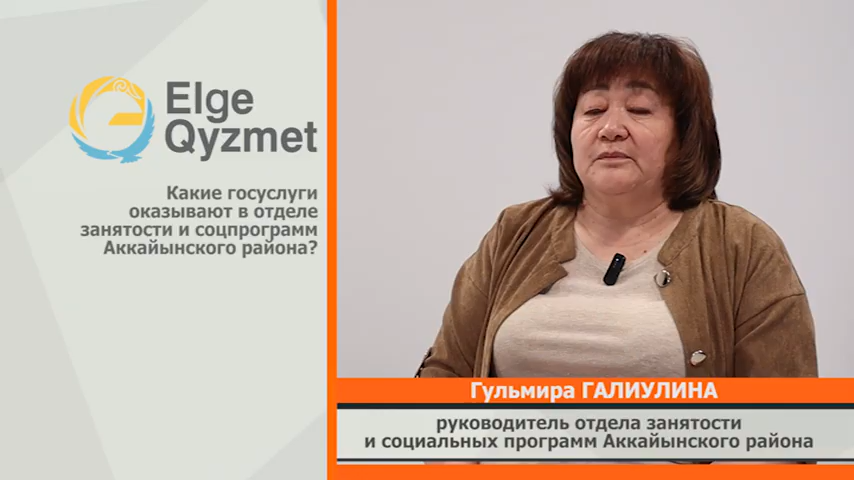 Elge
Qyzmet
Какие госуслуги
оказывают в отделе
занятости и соцпрограмм
Аккайынского района?
Гульмира ГАЛИУЛИНА
руководитель отдела занятости
и социальных программ Аккайынского района